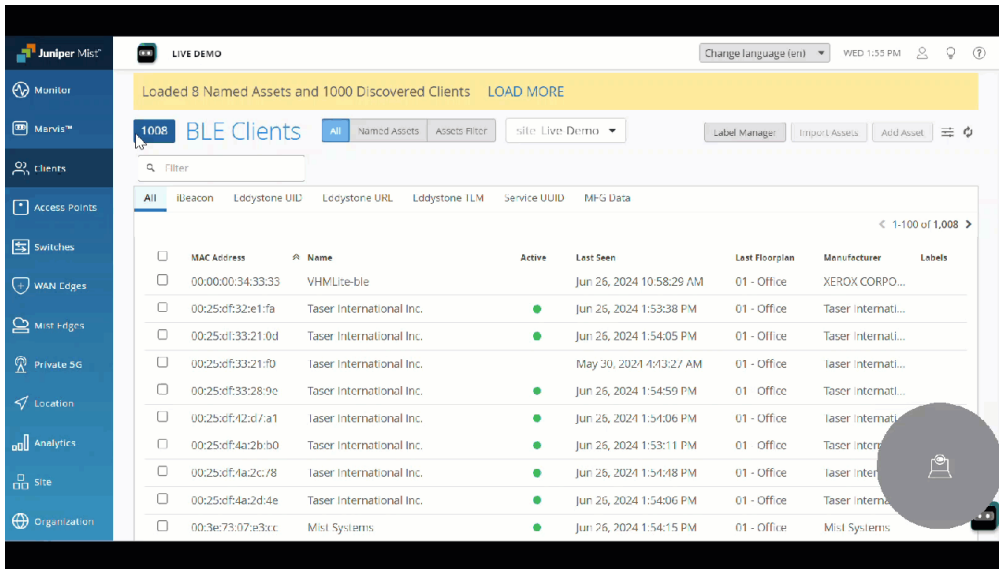 Juniper Mist™
LIVE DEMO
Change language (en)
WED 1:55 PM
Monitor
Marvis™
Clients
Access Points
Switches
WAN Edges
Mist Edges
Private 5G
Location
Analytics
Site
Organization
Loaded 8 Named Assets and 1000 Discovered Clients LOAD MORE
1008 BLE Clients All Named Assets Assets Filter site Live Demo Label Manager Import Assets Add Asset
Filter
All iBeacon Eddystone UID Eddystone URL Eddystone TLM Service UUID MFG Data
1-100 of 1,008
MAC Address Name Active Last Seen Last Floorplan Manufacturer Labels
00:00:00:34:33:33 VHMLite-ble Jun 26, 2024 10:58:29 AM 01 - Office XEROX CORPO...
00:25:df:32:e1:fa Taser International Inc. Jun 26, 2024 1:53:38 PM 01 - Office Taser Internati...
00:25:df:33:21:0d Taser International Inc. Jun 26, 2024 1:54:05 PM 01 - Office Taser Internati...
00:25:df:33:21:f0 Taser International Inc. May 30, 2024 4:43:27 AM 01 - Office Taser Internati...
00:25:df:33:28:9e Taser International Inc. Jun 26, 2024 1:54:59 PM 01 - Office Taser Internati...
00:25:df:42:d7:a1 Taser International Inc. Jun 26, 2024 1:54:06 PM 01 - Office Taser Internati
00:25:df:4a:2b:b0 Taser International Inc. Jun 26, 2024 1:53:11 PM 01 - Office Taser Intern
00:25:df:4a:2c:78 Taser International Inc. Jun 26, 2024 1:54:48 PM 01 - Office Taser Inter
00:25:df:4a:2d:4e Taser International Inc. Jun 26, 2024 1:54:06 PM 01 - Office Taser Interna
00:3e:73:07:e3:cc Mist Systems Jun 26, 2024 1:54:15 PM 01 - Office Mist Systems